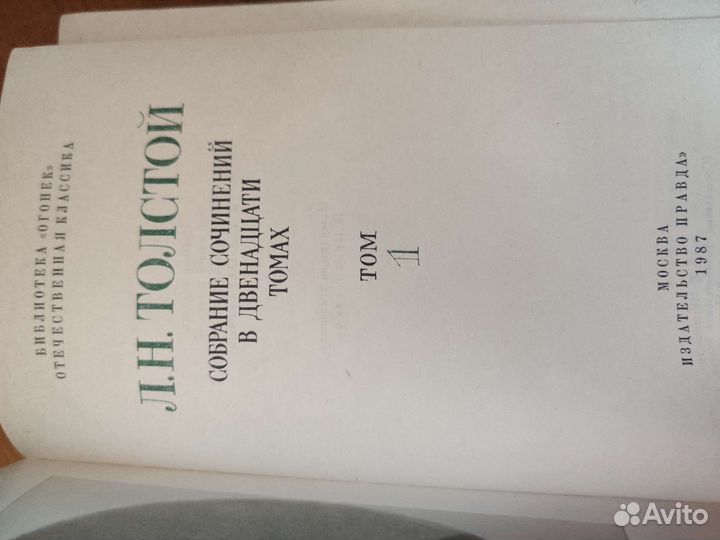 БИБЛИОТЕКА «ОГОНЕК»
ОТЕЧЕСТВЕННАЯ КЛАССИКА
Л.Н. ТОЛСТОЙ
СОБРАНИЕ СОЧИНЕНИЙ
В ДВЕНАДЦАТИ
ТОМАХ
ТОМ
1
МОСКВА
ИЗДАТЕЛЬСТВО ПРАВДА»
1987
Avito